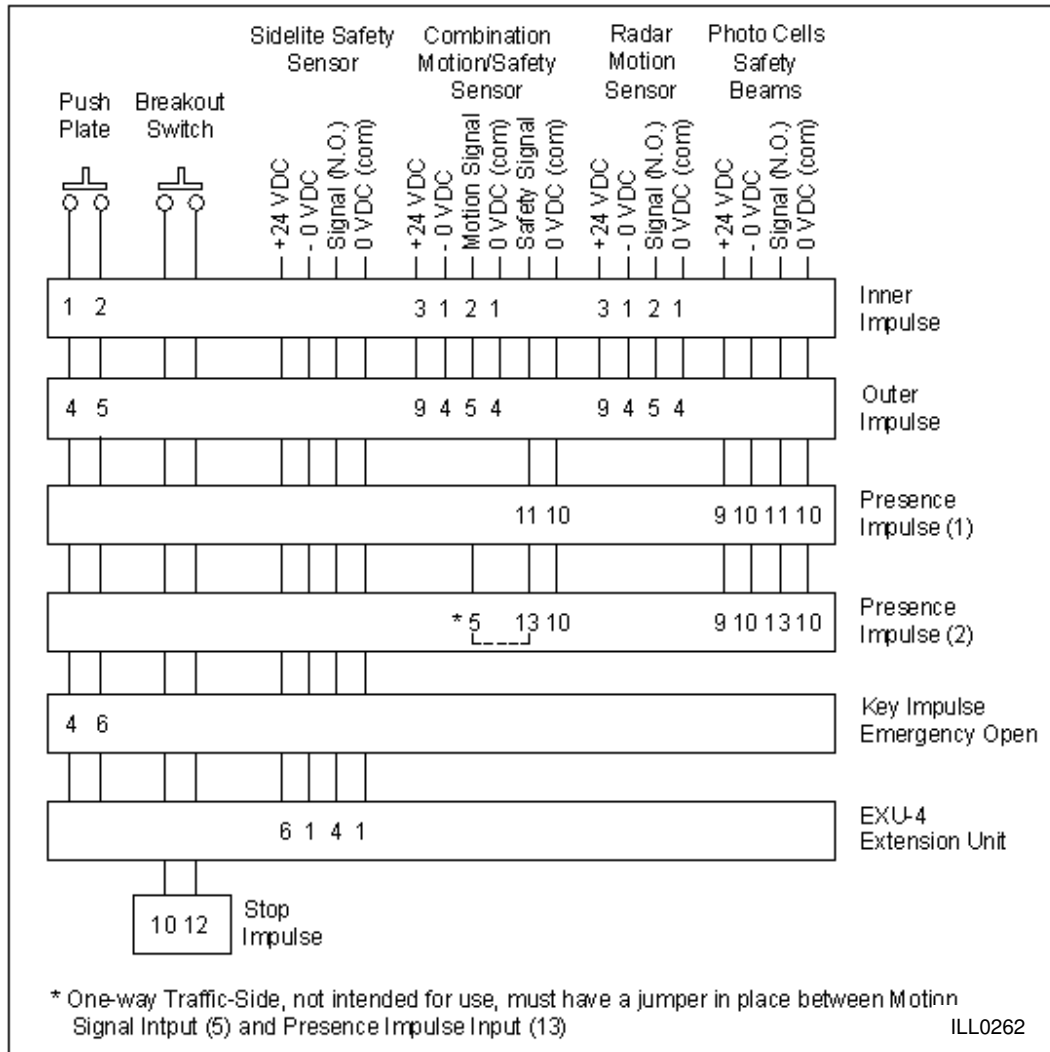 Sidelite Safety Sensor
Combination Motion/Safety Sensor
Radar Motion Sensor
Photo Cells Safety Beams
Push Plate
Breakout Switch
+24 VDC
- 0 VDC
Signal (N.O.)
0 VDC (com)
+24 VDC
- 0 VDC
Motion Signal
0 VDC (com)
Safety Signal
0 VDC (com)
+24 VDC
- 0 VDC
Signal (N.O.)
0 VDC (com)
+24 VDC
- 0 VDC
Signal (N.O.)
0 VDC (com)
1 2 3 1 2 1 3 1 2 1
Inner Impulse
4 5 9 4 5 4 9 4 5 4
Outer Impulse
11 10 9 10 11 10
Presence Impulse (1)
* 5 13 10 9 10 13 10
Presence Impulse (2)
4 6
Key Impulse Emergency Open
6 1 4 1
EXU-4 Extension Unit
10 12
Stop Impulse
* One-way Traffic-Side, not intended for use, must have a jumper in place between Motion
Signal Intput (5) and Presence Impulse Input (13)
ILL0262